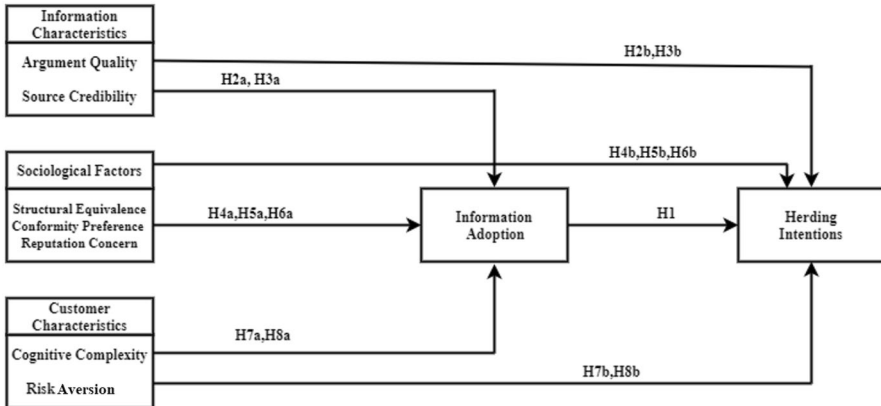 Information
Characteristics
Argument Quality
Source Credibility
H2b,H3b
H2a, H3a
Sociological Factors
Structural Equivalence
Conformity Preference
Reputation Concern
H4b,H5b,H6b
H4a,H5a,H6a
Information
Adoption
H1
Herding
Intentions
Customer
Characteristics
Cognitive Complexity
Risk Aversion
H7a,H8a
H7b,H8b